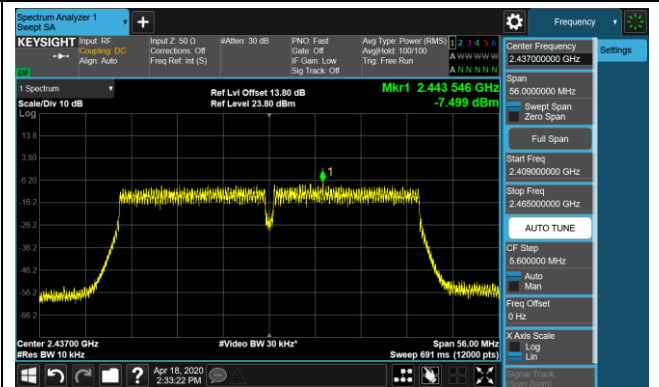 Spectrum Analyzer 1
Swept SA
Frequency
KEYSIGHT
Input: RF
Coupling: DC
Align: Auto
Input Z: 50 Ω
Corrections: Off
Freq Ref: Int (S)
#Atten: 30 dB
PNO: Fast
Gate: Off
IF Gain: Low
Sig Track: Off
Avg Type: Power (RMS)
Avg|Hold: 100/100
Trig: Free Run
1 2 3 4 5 6
A W W W W W
A N N N N N
LW
1 Spectrum
Scale/Div 10 dB
Log
Ref Lvl Offset 13.80 dB
Ref Level 23.80 dBm
Mkr1 2.443 546 GHz
-7.499 dBm
13.8
3.80
-6.20
-16.2
-26.2
-36.2
-46.2
-56.2
-66.2
1
Center 2.43700 GHz
#Res BW 10 kHz
#Video BW 30 kHz*
Span 56.00 MHz
Sweep 691 ms (12000 pts)
Center Frequency
2.437000000 GHz
Settings
Span
56.0000000 MHz
Swept Span
Zero Span
Full Span
Start Freq
2.409000000 GHz
Stop Freq
2.465000000 GHz
AUTO TUNE
CF Step
5.600000 MHz
Auto
Man
Freq Offset
0 Hz
X Axis Scale
Log
Lin
Signal Track
(Span Zoom)
?
Apr 18, 2020
2:33:22 PM